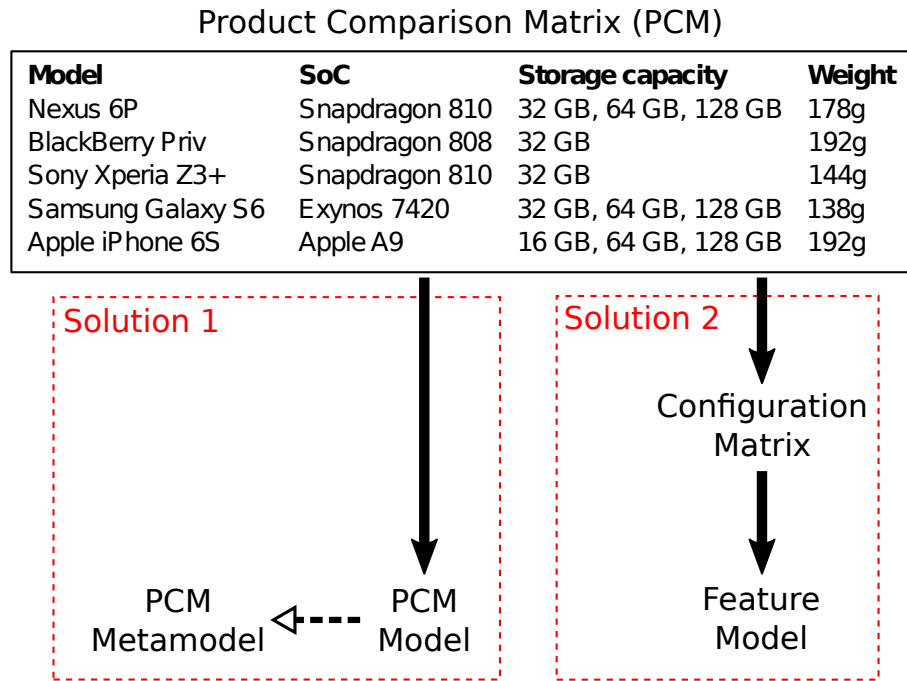 Product Comparison Matrix (PCM)
Model SoC Storage capacity Weight
Nexus 6P Snapdragon 810 32 GB, 64 GB, 128 GB 178g
BlackBerry Priv Snapdragon 808 32 GB 192g
Sony Xperia Z3+ Snapdragon 810 32 GB 144g
Samsung Galaxy S6 Exynos 7420 32 GB, 64 GB, 128 GB 138g
Apple iPhone 6S Apple A9 16 GB, 64 GB, 128 GB 192g
Solution 1
PCM
Metamodel
PCM
Model
Solution 2
Configuration
Matrix
Feature
Model